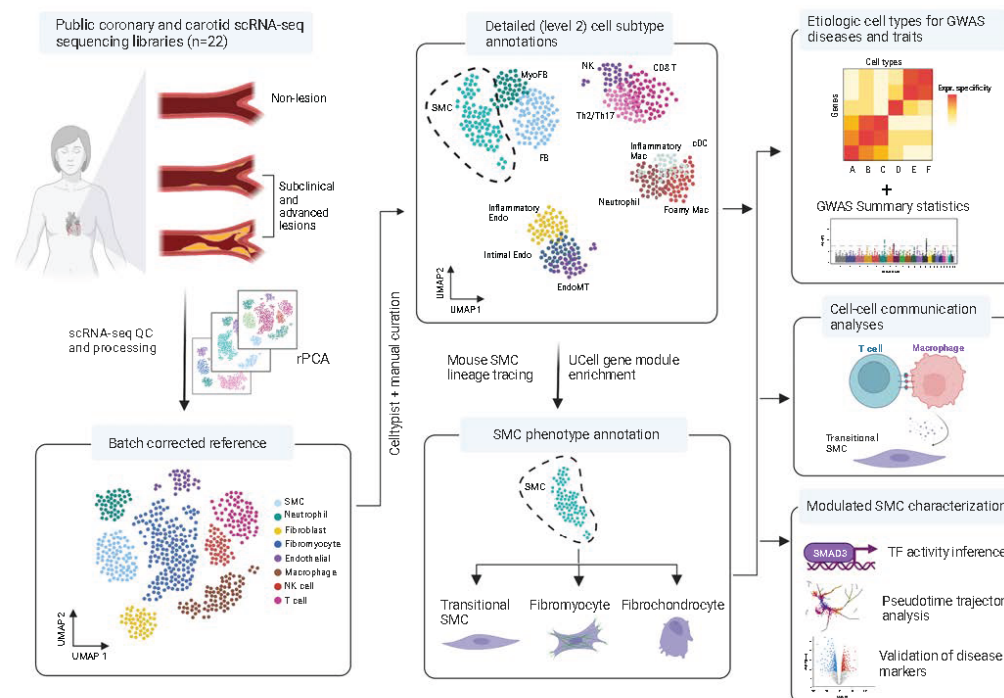 Public coronary and carotid scRNA-seq
sequencing libraries (n=22)
Non-lesion
Subclinical
and
advanced
lesions
scRNA-seq QC
and processing
rPCA
Batch corrected reference
SMC
Neutrophil
Fibroblast
Fibromyocyte
Endothelial
Macrophage
NK cell
T cell
UMAP2
UMAP 1
Celltypist + manual curation
Detailed (level 2) cell subtype
annotations
MyoFB
SMC
FB
NK
CD8 T
Th2/Th17
Inflammatory
Mac
cDC
Neutrophil
Foamy Mac
Inflammatory
Endo
Intimal Endo
EndoMT
UMAP2
UMAP1
Mouse SMC
lineage tracing
UCell gene module
enrichment
SMC phenotype annotation
SMC
Transitional
SMC
Fibromyocyte
Fibrochondrocyte
Etiologic cell types for GWAS
diseases and traits
Cell types
Genes
Expr. specificity
A B C D E F
+
GWAS Summary statistics
Cell-cell communication
analyses
T cell
Macrophage
Transitional
SMC
Modulated SMC characterization
SMAD3
TF activity inference
Pseudotime trajector
analysis
Validation of disease
markers